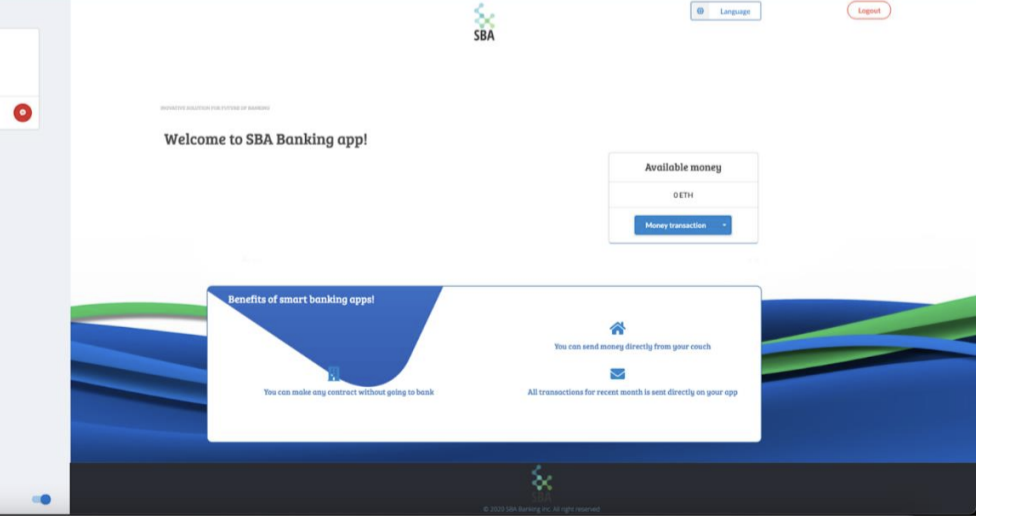 SBA
Language
Logout
INOVATIVE SOLUTION FOR FUTURE OF BANKING
Welcome to SBA Banking app!
Available money
0 ETH
Money transaction
Benefits of smart banking apps!
You can send money directly from your couch
You can make any contract without going to bank
All transactions for recent month is sent directly on your app
SBA
© 2020 SBA Banking Inc. All right reserved